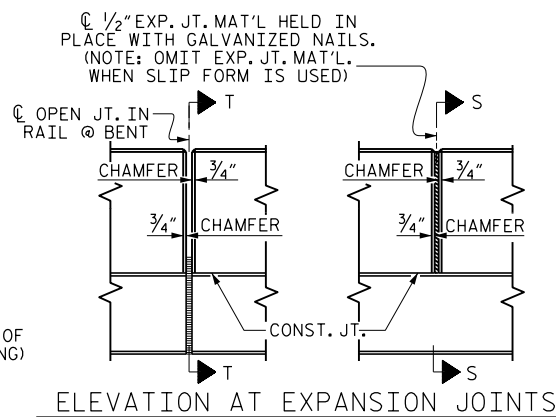 ℄ ½" EXP. JT. MAT'L HELD IN
PLACE WITH GALVANIZED NAILS.
(NOTE: OMIT EXP. JT. MAT'L.
WHEN SLIP FORM IS USED)
T
S
℄ OPEN JT. IN
RAIL @ BENT
CHAMFER ¾"
CHAMFER ¾"
¾" CHAMFER
¾" CHAMFER
CONST. JT.
OF
NG)
T
S
ELEVATION AT EXPANSION JOINTS